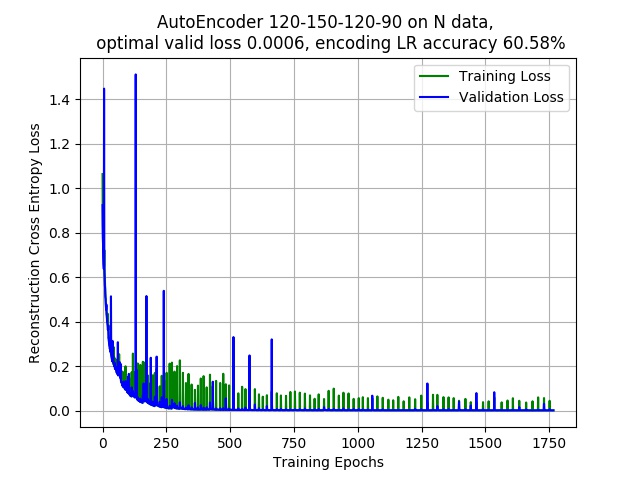 AutoEncoder 120-150-120-90 on N data,
optimal valid loss 0.0006, encoding LR accuracy 60.58%
Training Loss
Validation Loss
Reconstruction Cross Entropy Loss
1.4
1.2
1.0
0.8
0.6
0.4
0.2
0.0
0 250 500 750 1000 1250 1500 1750
Training Epochs